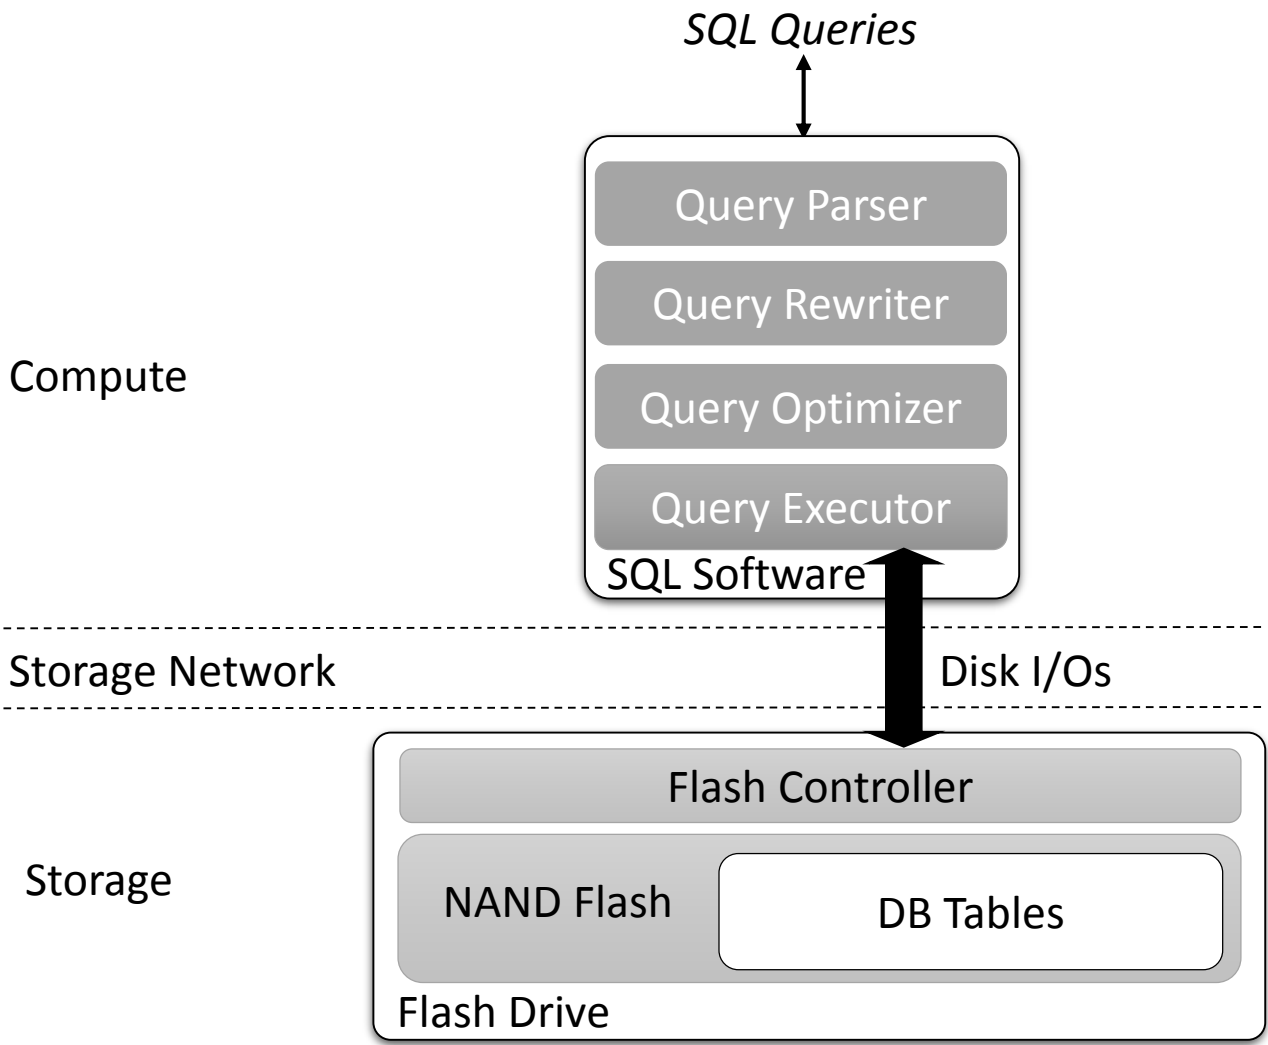 SQL Queries
Query Parser
Query Rewriter
Compute
Query Optimizer
Query Executor
SQL Software
Storage Network
Disk I/Os
Flash Controller
Storage
NAND Flash
DB Tables
Flash Drive